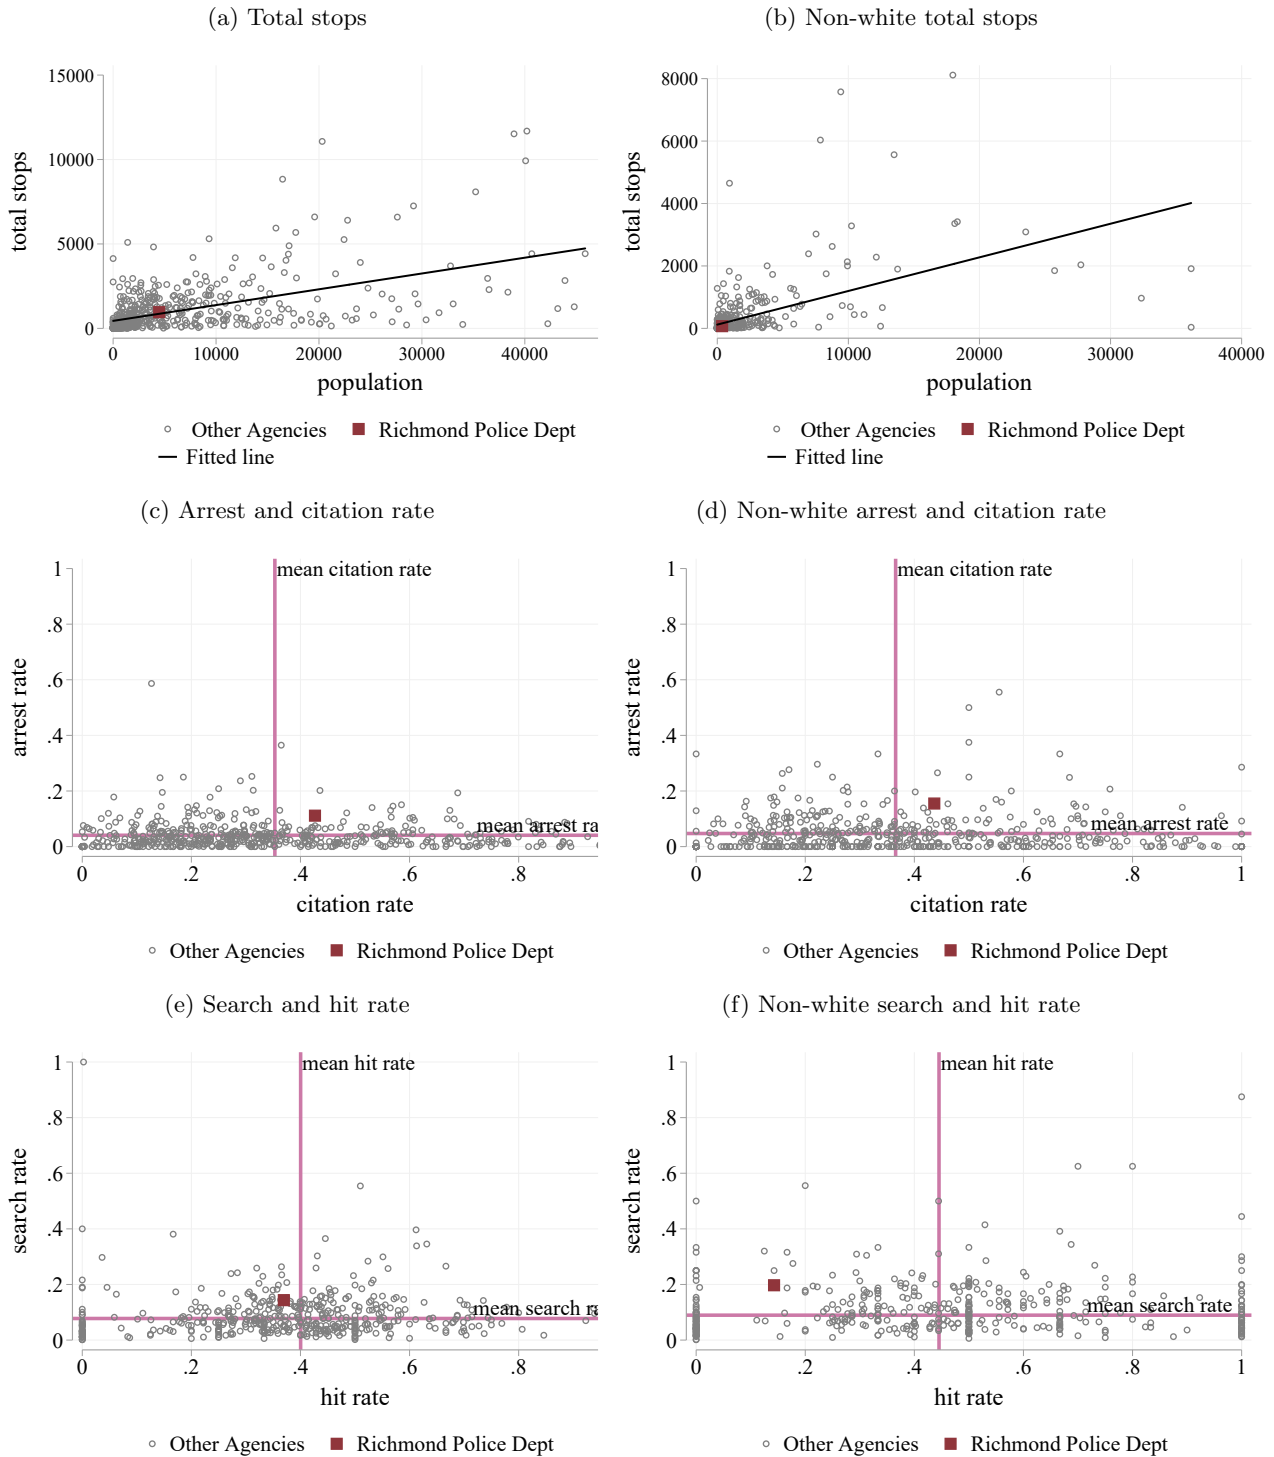 (a) Total stops
(b) Non-white total stops
15000
10000
5000
0
total stops
0 10000 20000 30000 40000
population
Other Agencies Richmond Police Dept
Fitted line
8000
6000
4000
2000
0
total stops
0 10000 20000 30000 40000
population
Other Agencies Richmond Police Dept
Fitted line
(c) Arrest and citation rate
(d) Non-white arrest and citation rate
1
.8
.6
.4
.2
0
arrest rate
mean citation rate
mean arrest ra
0 .2 .4 .6 .8
citation rate
Other Agencies Richmond Police Dept
1
.8
.6
.4
.2
0
arrest rate
mean citation rate
mean arrest rate
0 .2 .4 .6 .8 1
citation rate
Other Agencies Richmond Police Dept
(e) Search and hit rate
(f) Non-white search and hit rate
1
.8
.6
.4
.2
0
search rate
mean hit rate
mean search ra
0 .2 .4 .6 .8
hit rate
Other Agencies Richmond Police Dept
1
.8
.6
.4
.2
0
search rate
mean hit rate
mean search rate
0 .2 .4 .6 .8 1
hit rate
Other Agencies Richmond Police Dept